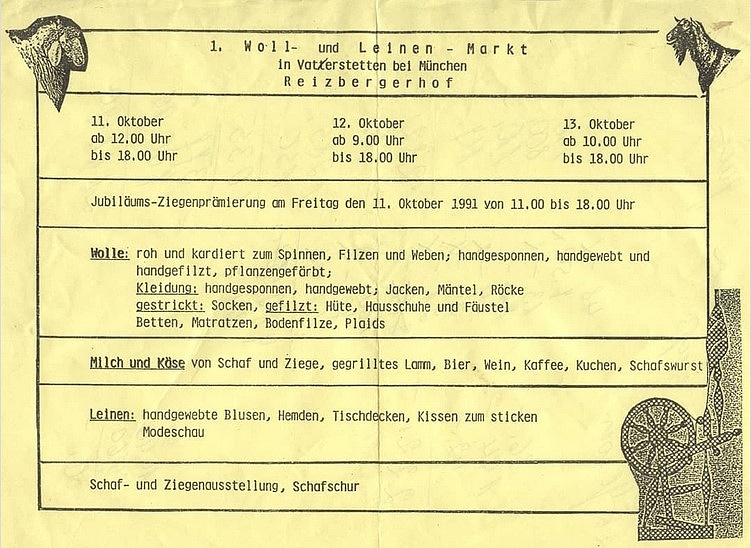 1. Woll- und Leinen - Markt
in Vaterstetten bei München
Reizbergerhof
11. Oktober
ab 12.00 Uhr
bis 18.00 Uhr
12. Oktober
ab 9.00 Uhr
bis 18.00 Uhr
13. Oktober
ab 10.00 Uhr
bis 18.00 Uhr
Jubiläums-Ziegenprämierung am Freitag den 11. Oktober 1991 von 11.00 bis 18.00 Uhr
Wolle: roh und kardiert zum Spinnen, Filzen und Weben; handgesponnen, handgewebt und
handgefilzt, pflanzengefärbt;
Kleidung: handgesponnen, handgewebt; Jacken, Mäntel, Röcke
gestrickt: Socken, gefilzt: Hüte, Hausschuhe und Fäustel
Betten, Matratzen, Bodenfilze, Plaids
Milch und Käse von Schaf und Ziege, gegrilltes Lamm, Bier, Wein, Kaffee, Kuchen, Schafswurst
Leinen: handgewebte Blusen, Hemden, Tischdecken, Kissen zum sticken
Modeschau
Schaf- und Ziegenausstellung, Schafschur